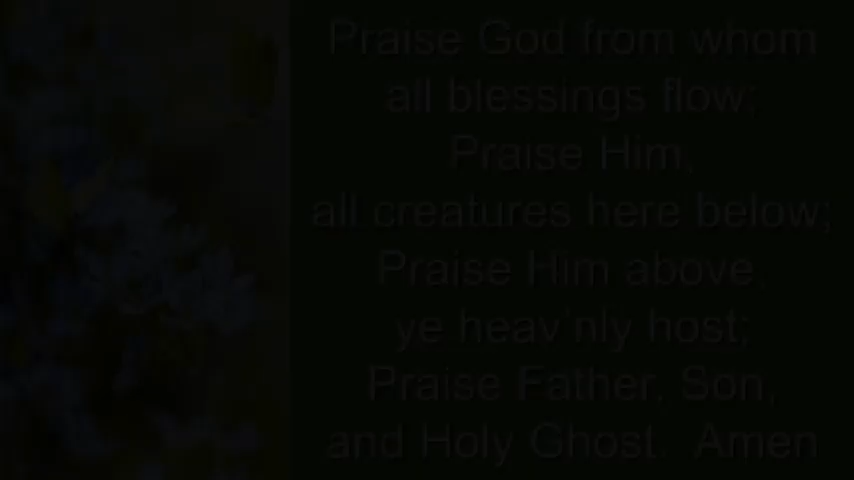 Praise God from whom
all blessings flow;
Praise Him,
all creatures here below;
Praise Him above,
ye heav'nly host;
Praise Father, Son,
and Holy Ghost. Amen